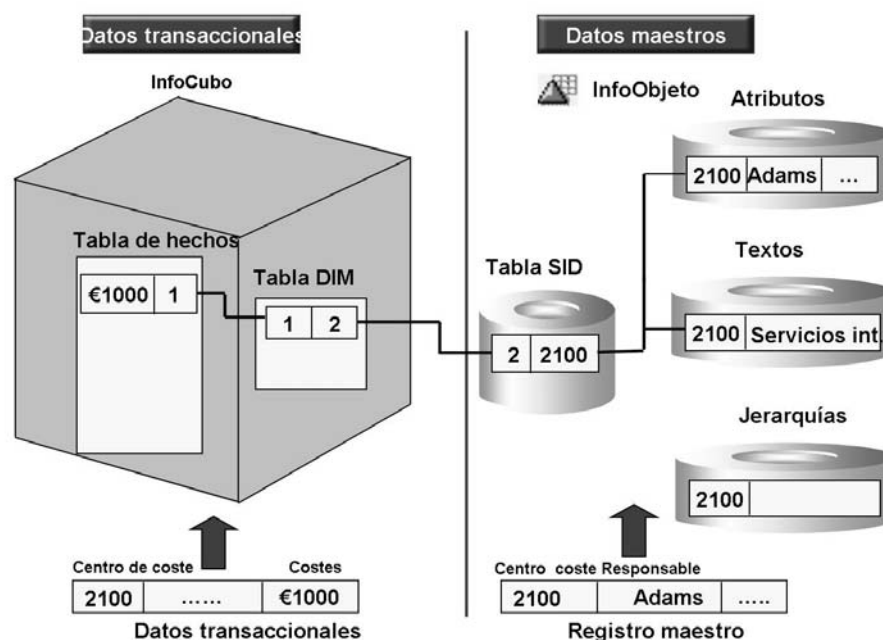 Datos transaccionales
Datos maestros
InfoCubo
InfoObjeto
Atributos
2100 Adams ...
Tabla de hechos
€1000 1
Tabla DIM
1 2
Tabla SID
2 2100
Textos
2100 Servicios int.
Jerarquías
2100
Centro de coste Costes
2100 ...... €1000
Datos transaccionales
Centro coste Responsable
2100 Adams .....
Registro maestro